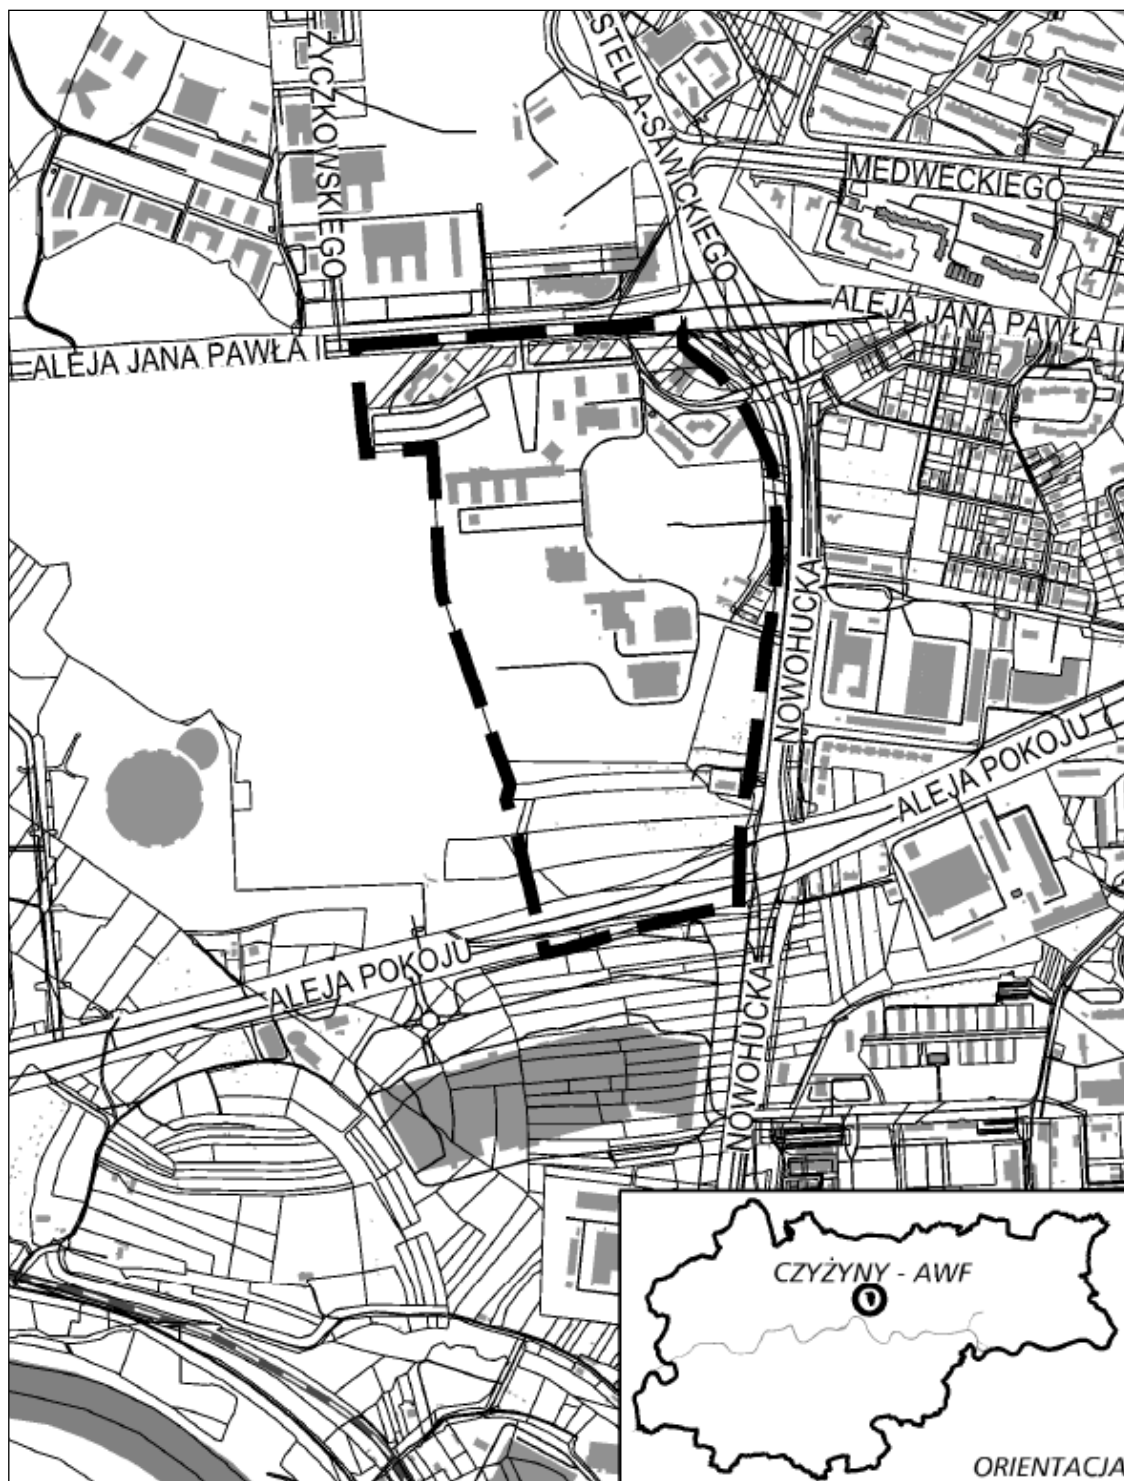 ŻYCZKOWSKIEGO
STELLA-SAWICKIEGO
MEDWECKIEGO
ALEJA JANA PAWŁA II
ALEJA JANA PAWŁA II
NOWOHUCKA
ALEJA POKOJU
ALEJA POKOJU
NOWOHUCKA
CZYŻYNY - AWF
ORIENTACJA